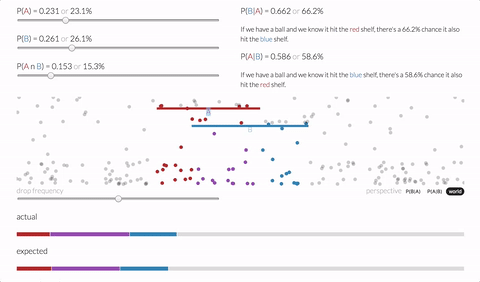 P(A) = 0.231 or 23.1%
P(B) = 0.261 or 26.1%
P(A ∩ B) = 0.153 or 15.3%
P(B|A) = 0.662 or 66.2%
If we have a ball and we know it hit the red shelf, there's a 66.2% chance it also
hit the blue shelf.
P(A|B) = 0.586 or 58.6%
If we have a ball and we know it hit the blue shelf, there's a 58.6% chance it also
hit the red shelf.
drop frequency
perspective P(B|A) P(A|B) world
actual
expected